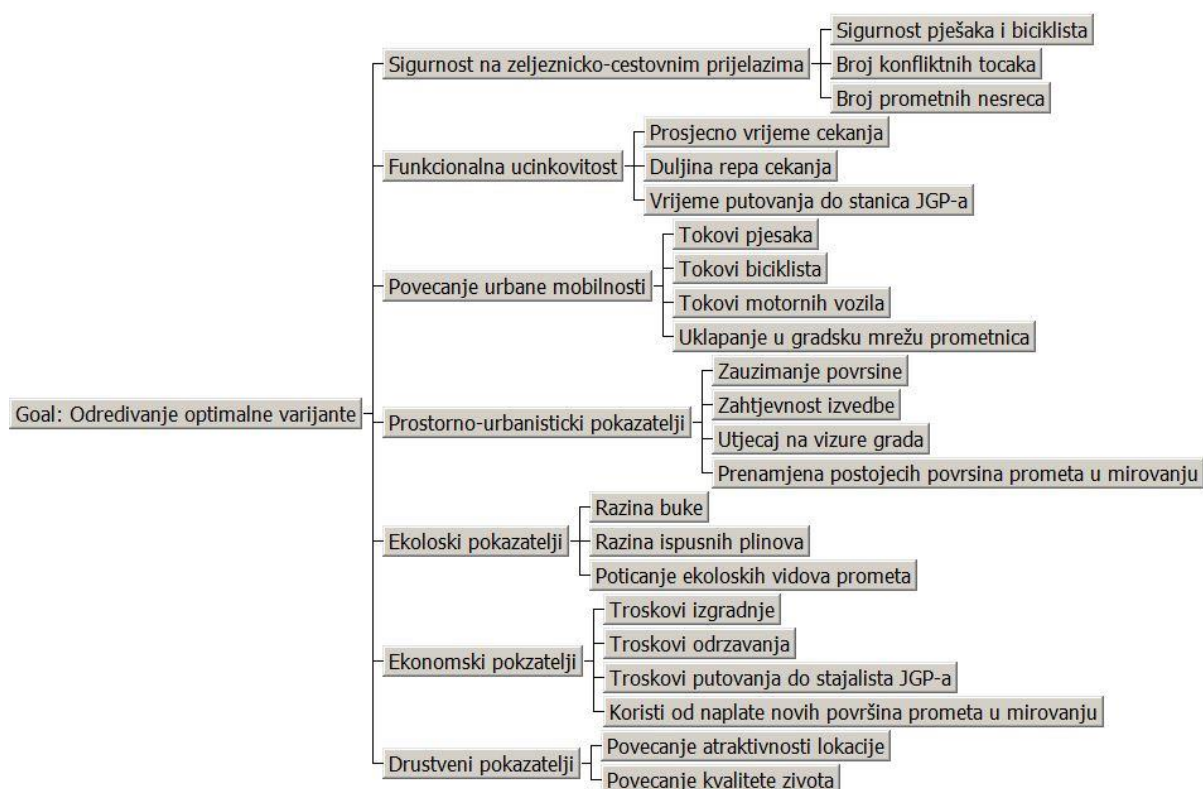 Goal: Odredivanje optimalne varijante
Sigurnost na zeljeznicko-cestovnim prijelazima
Sigurnost pješaka i biciklista
Broj konfliktnih tocaka
Broj prometnih nesreca
Funkcionalna ucinkovitost
Prosjecno vrijeme cekanja
Duljina repa cekanja
Vrijeme putovanja do stanica JGP-a
Povecanje urbane mobilnosti
Tokovi pjesaka
Tokovi biciklista
Tokovi motornih vozila
Uklapanje u gradsku mrežu prometnica
Prostorno-urbanisticki pokazatelji
Zauzimanje povrsine
Zahtjevnost izvedbe
Utjecaj na vizure grada
Prenamjena postojecih povrsina prometa u mirovanju
Ekoloski pokazatelji
Razina buke
Razina ispusnih plinova
Poticanje ekoloskih vidova prometa
Ekonomski pokzatelji
Troskovi izgradnje
Troskovi odrzavanja
Troskovi putovanja do stajalista JGP-a
Koristi od naplate novih površina prometa u mirovanju
Drustveni pokazatelji
Povecanje atraktivnosti lokacije
Povecanje kvalitete zivota